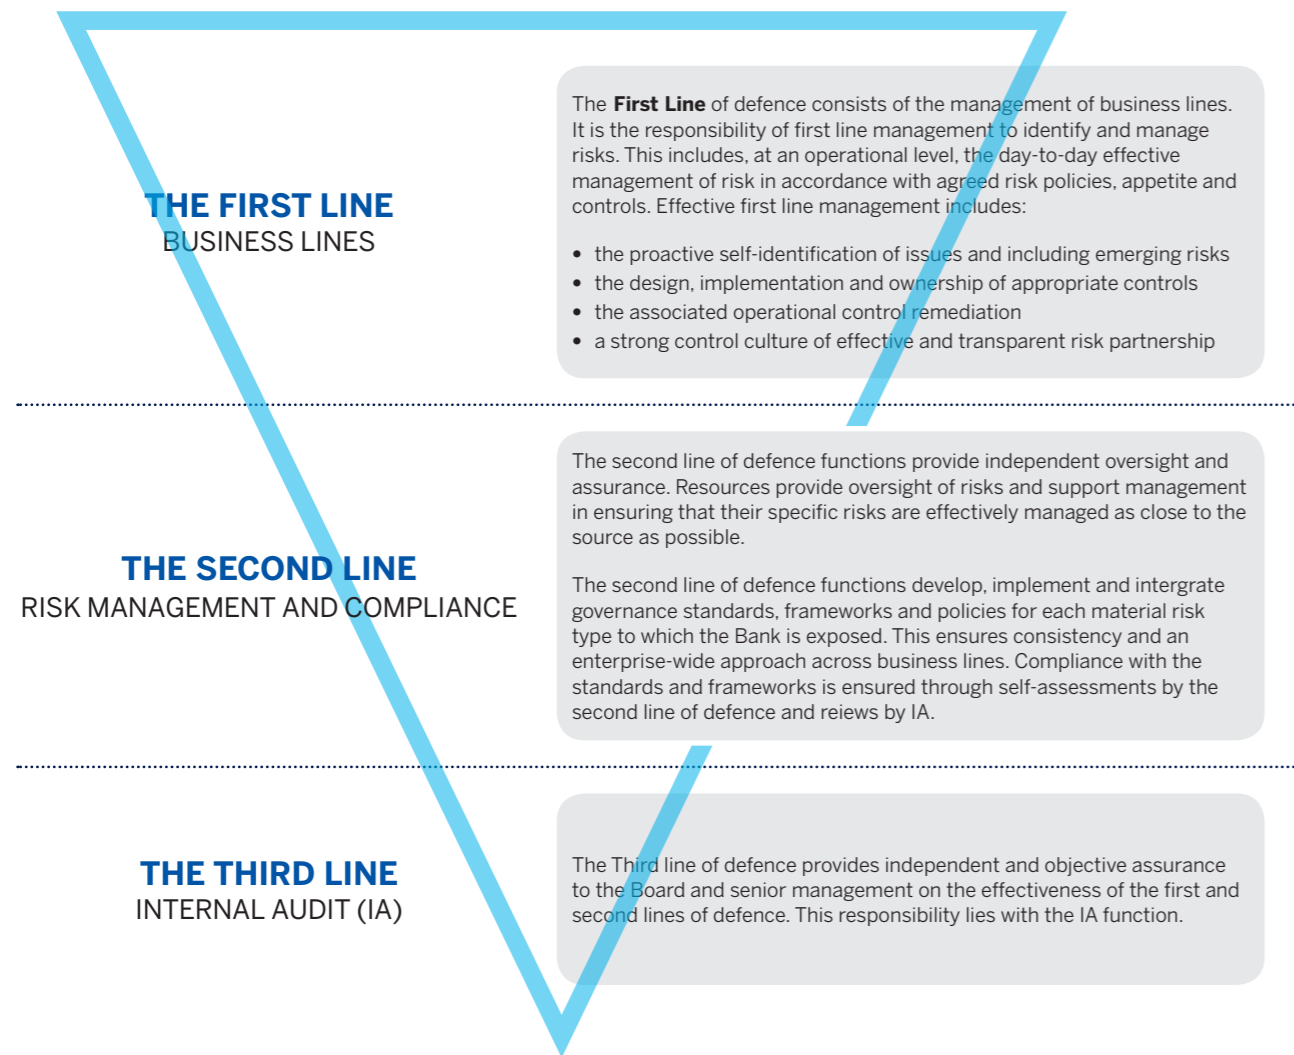 THE FIRST LINE
BUSINESS LINES
The First Line of defence consists of the management of business lines.
It is the responsibility of first line management to identify and manage
risks. This includes, at an operational level, the day-to-day effective
management of risk in accordance with agreed risk policies, appetite and
controls. Effective first line management includes:
• the proactive self-identification of issues and including emerging risks
• the design, implementation and ownership of appropriate controls
• the associated operational control remediation
• a strong control culture of effective and transparent risk partnership
THE SECOND LINE
RISK MANAGEMENT AND COMPLIANCE
The second line of defence functions provide independent oversight and
assurance. Resources provide oversight of risks and support management
in ensuring that their specific risks are effectively managed as close to the
source as possible.
The second line of defence functions develop, implement and intergrate
governance standards, frameworks and policies for each material risk
type to which the Bank is exposed. This ensures consistency and an
enterprise-wide approach across business lines. Compliance with the
standards and frameworks is ensured through self-assessments by the
second line of defence and reiews by IA.
THE THIRD LINE
INTERNAL AUDIT (IA)
The Third line of defence provides independent and objective assurance
to the Board and senior management on the effectiveness of the first and
second lines of defence. This responsibility lies with the IA function.